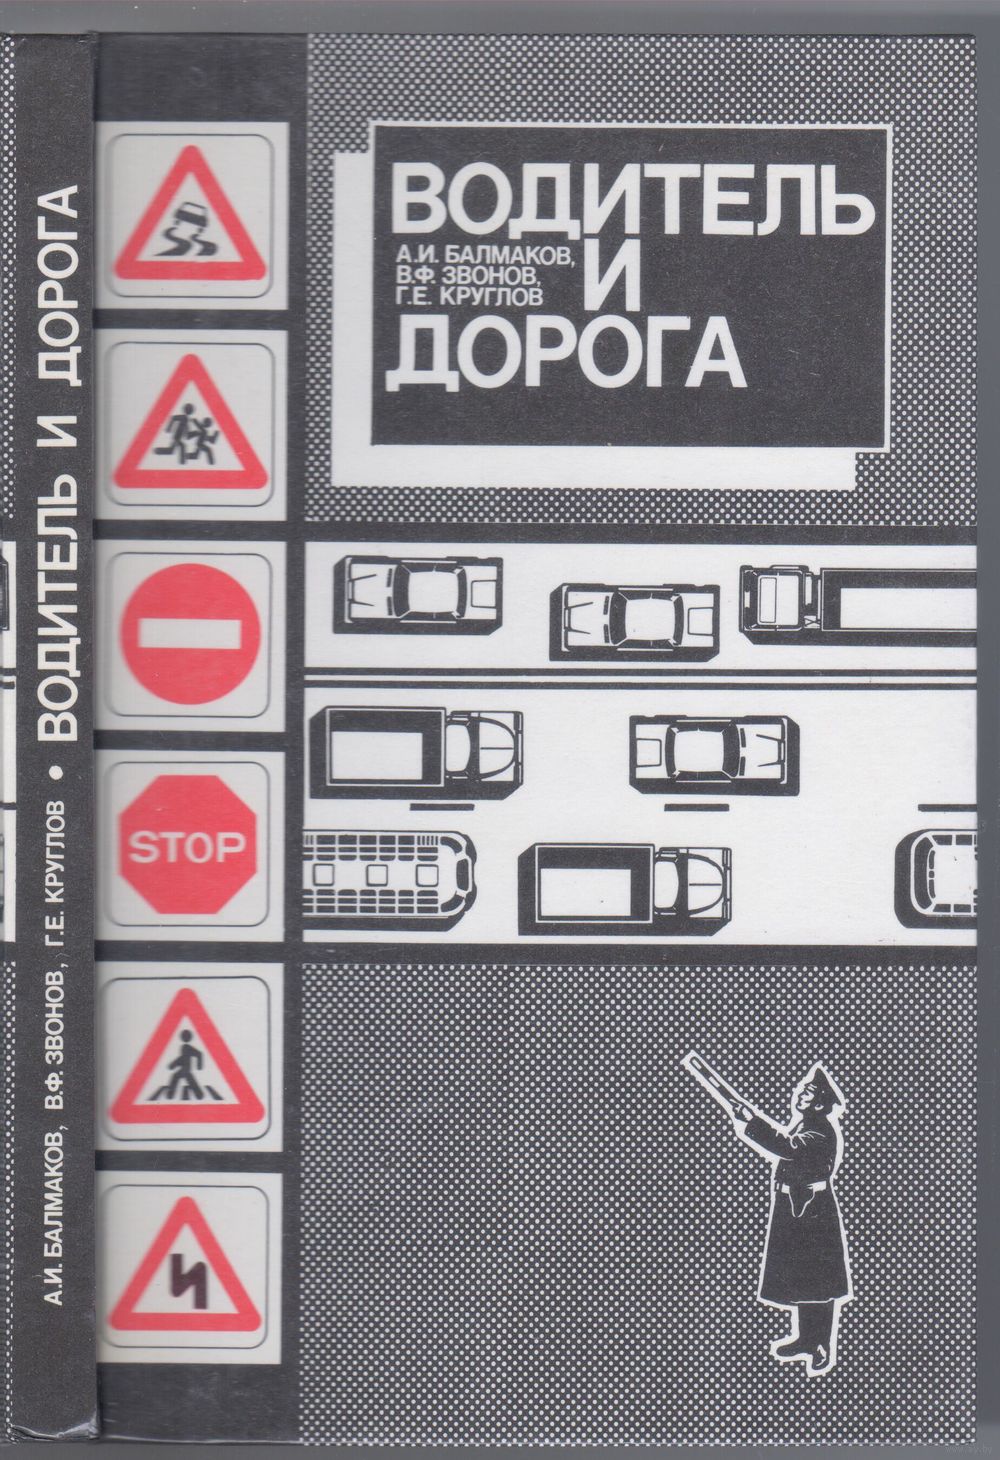 А.И. БАЛМАКОВ, В.Ф. ЗВОНОВ, Г.Е. КРУГЛОВ • ВОДИТЕЛЬ И ДОРОГА
ВОДИТЕЛЬ
А.И. БАЛМАКОВ,
В.Ф. ЗВОНОВ,
Г.Е. КРУГЛОВ
И
ДОРОГА
STOP